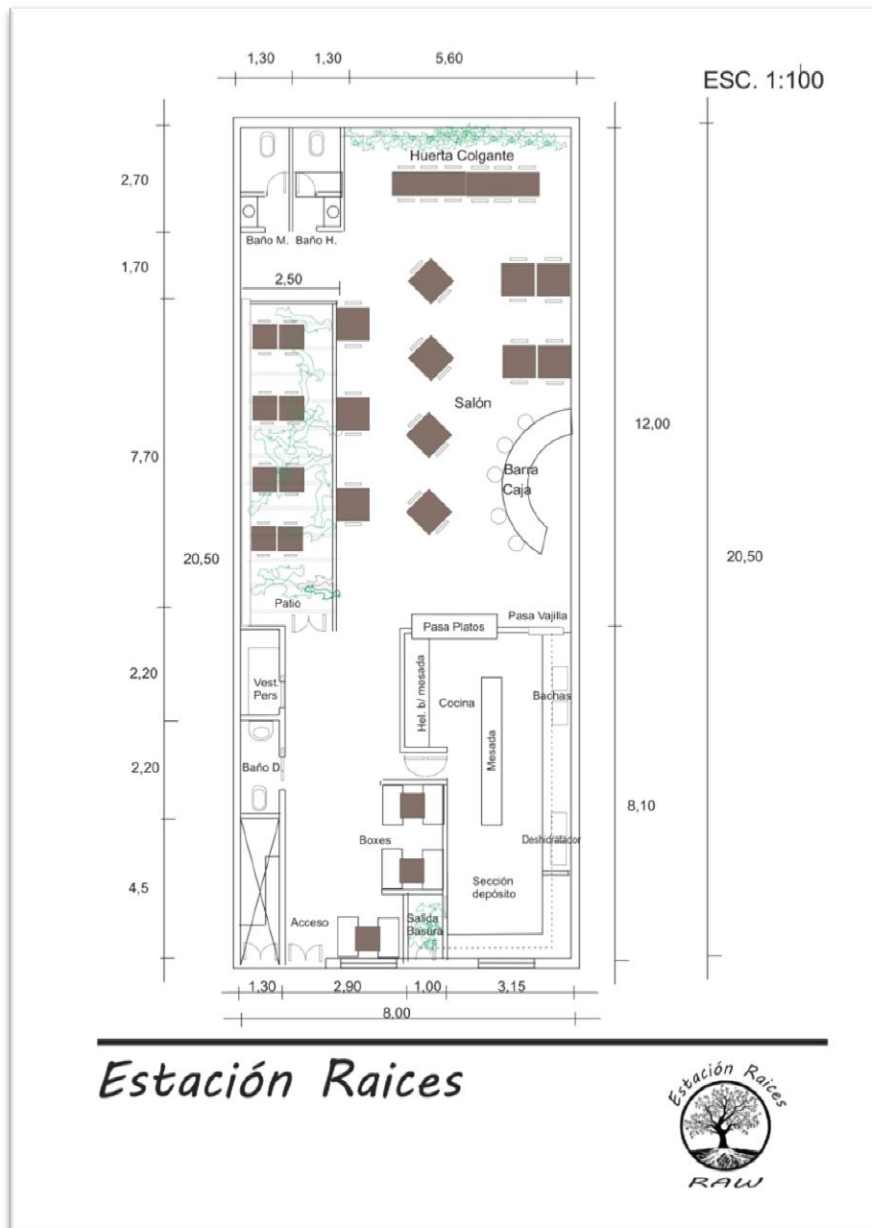 1,30 1,30 5,60
ESC. 1:100
Huerta Colgante
2,70
Baño M. Baño H.
1,70
2,50
Salón
12,00
Barra
Caja
7,70
20,50
20,50
Patio
Pasa Platos
Pasa Vajilla
2,20
Vest.
Pers
Hel. b/ mesada
Cocina
Bachas
Mesada
2,20
Baño D.
8,10
Boxes
Deshidratador
4,5
Sección
depósito
Acceso
Salida
Basura
1,30 2,90 1,00 3,15
8,00
Estación Raices
Estación Raices
RAW